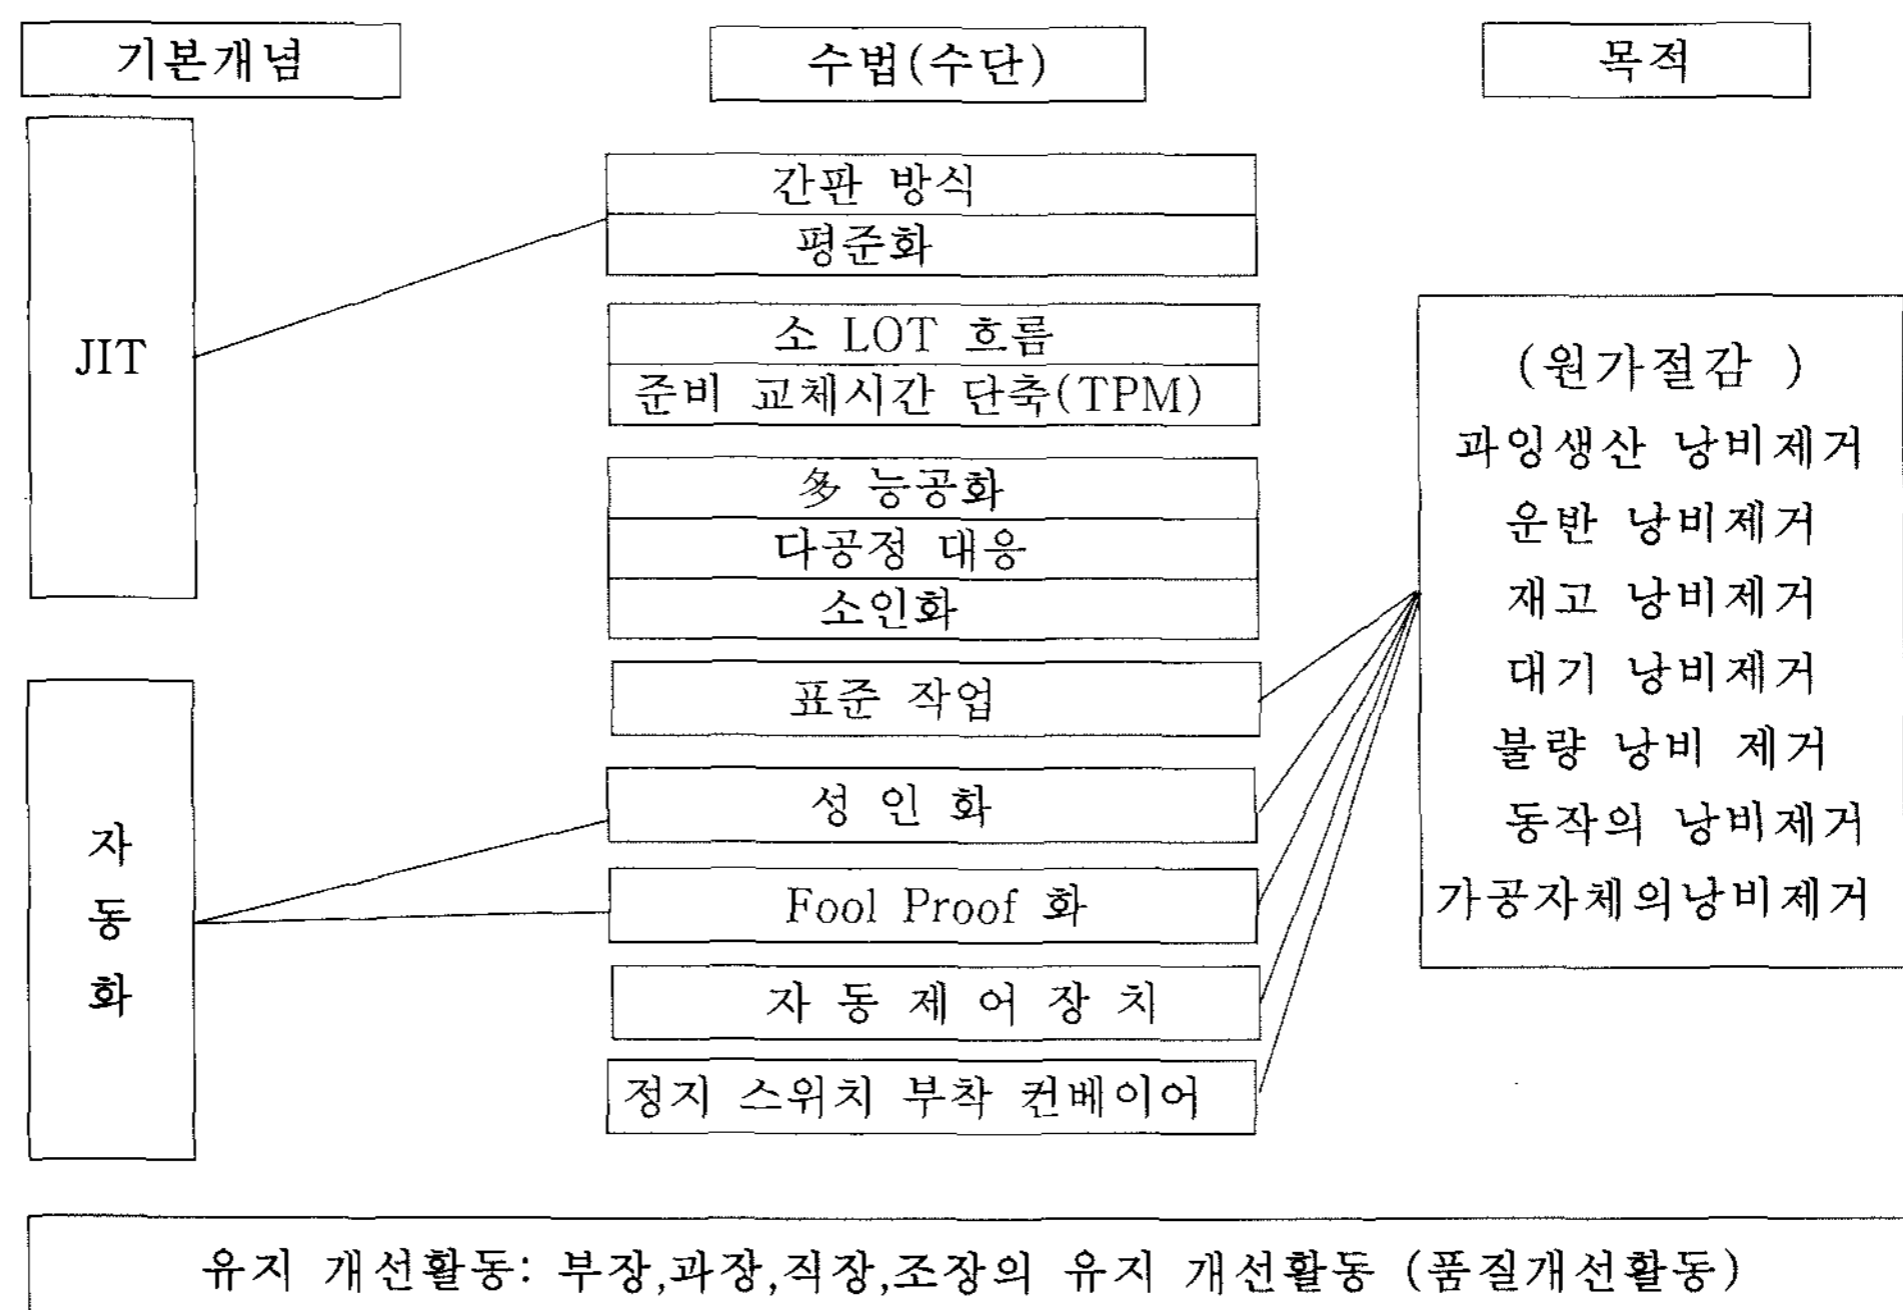 기본개념
수법(수단)
목적
JIT
간판 방식
평준화
소 LOT 흐름
준비 교체시간 단축(TPM)
多 능공화
다공정 대응
소인화
표준 작업
자
동
화
성 인 화
Fool Proof 화
자 동 제 어 장 치
정지 스위치 부착 컨베이어
(원가절감 )
과잉생산 낭비제거
운반 낭비제거
재고 낭비제거
대기 낭비제거
불량 낭비 제거
동작의 낭비제거
가공자체의낭비제거
유지 개선활동: 부장,과장,직장,조장의 유지 개선활동 (품질개선활동)